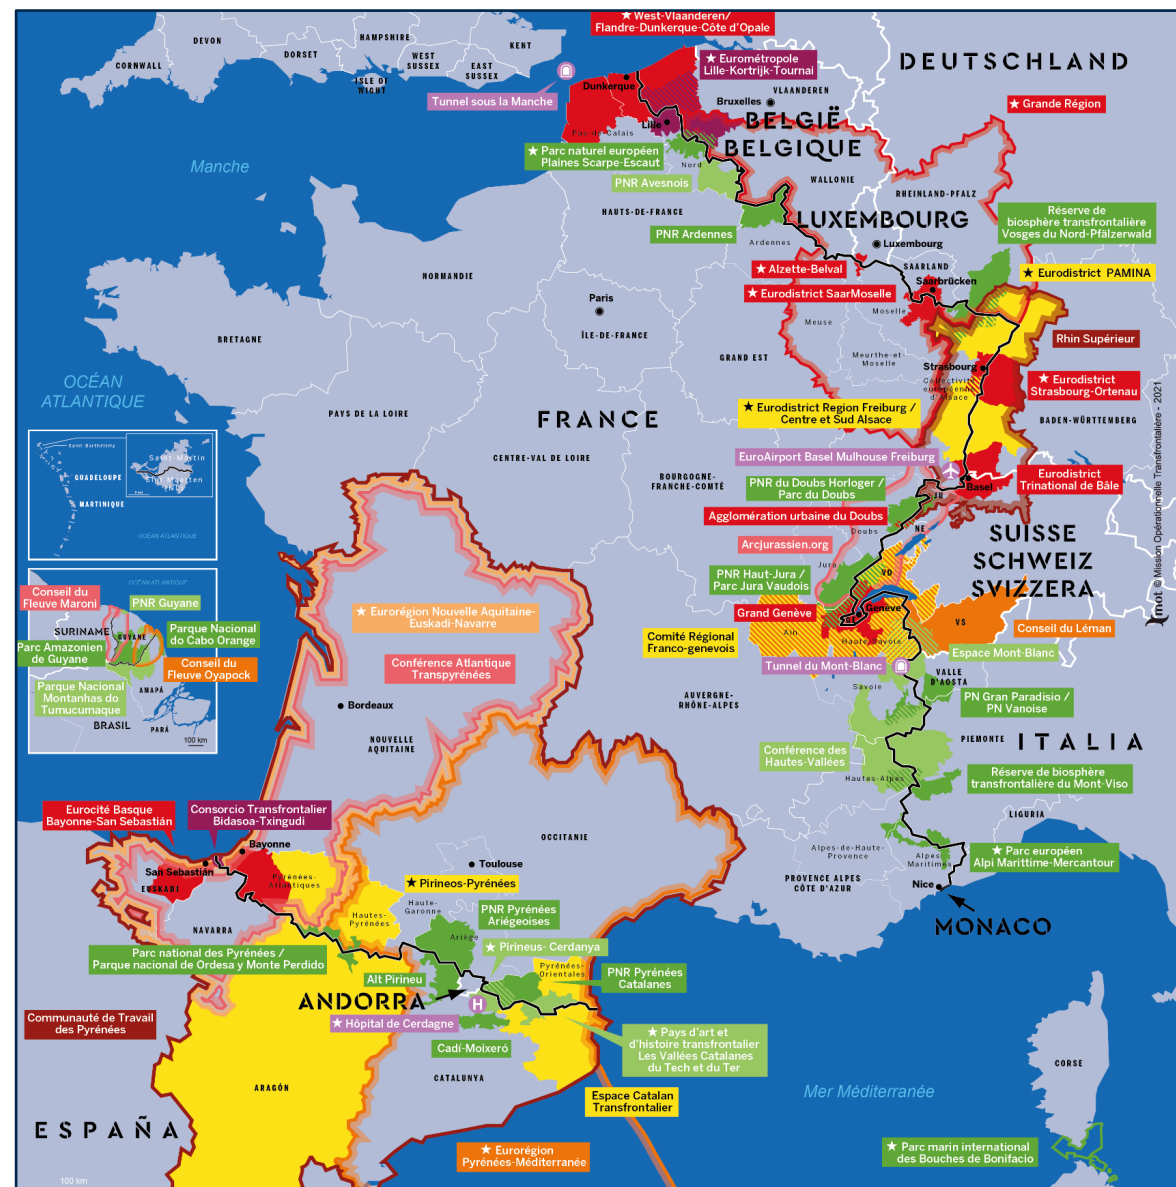 ★ West-Vlaanderen/
Flandre-Dunkerque-Côte d'Opale
DEVON
DORSET
HAMPSHIRE
WEST
SUSSEX
EAST
SUSSEX
KENT
CORNWALL
ISLE OF
WIGHT
Tunnel sous la Manche
Dunkerque
★ Eurométropole
Lille-Kortrijk-Tournai
VLAANDEREN
Bruxelles
DEUTSCHLAND
★ Grande Région
Lille
Pas-de-Calais
BELGIË
BELGIQUE
Manche
★ Parc naturel européen
Plaines Scarpe-Escaut
Nord
PNR Avesnois
WALLONIE
RHEINLAND-PFALZ
HAUTS-DE-FRANCE
PNR Ardennes
Ardennes
LUXEMBOURG
Luxembourg
Réserve de
biosphère transfrontalière
Vosges du Nord-Pfälzerwald
NORMANDIE
★ Alzette-Belval
SAARLAND
Saarbrücken
★ Eurodistrict PAMINA
★ Eurodistrict SaarMoselle
Paris
ÎLE-DE-FRANCE
Meuse
Moselle
BRETAGNE
GRAND EST
Meurthe-et
Moselle
Rhin Supérieur
Strasbourg
Collectivité
européenne
d'Alsace
★ Eurodistrict
Strasbourg-Ortenau
OCÉAN
ATLANTIQUE
PAYS DE LA LOIRE
FRANCE
★ Eurodistrict Region Freiburg /
Centre et Sud Alsace
BADEN-WÜRTTEMBERG
CENTRE-VAL DE LOIRE
EuroAirport Basel Mulhouse Freiburg
BOURGOGNE-
FRANCHE-COMTÉ
PNR du Doubs Horloger /
Parc du Doubs
Basel
Eurodistrict
Trinational de Bâle
JU
Agglomération urbaine du Doubs
NE
Doubs
SUISSE
SCHWEIZ
SVIZZERA
Arcjurassien.org
Jura
PNR Haut-Jura /
Parc Jura Vaudois
VD
Grand Genève
Genève
Conseil du Léman
VS
Comité Régional
Franco-genevois
Ain
Haute-Savoie
Espace Mont-Blanc
Tunnel du Mont-Blanc
VALLE
D'AOSTA
Savoie
PN Gran Paradisio /
PN Vanoise
AUVERGNE-
RHÔNE-ALPES
PIEMONTE
ITALIA
Conférence des
Hautes-Vallées
Hautes-Alpes
Réserve de biosphère
transfrontalière du Mont-Viso
LIGURIA
Alpes-de-Haute-
Provence
Alpes
Maritimes
★ Parc européen
Alpi Marittime-Mercantour
PROVENCE ALPES
CÔTE D'AZUR
Nice
MONACO
Saint Barthélémy
GUADELOUPE
MARTINIQUE
Saint-Martin
Sint Maarten
(NL)
OCÉAN ATLANTIQUE
OCÉAN ATLANTIQUE
Conseil du
Fleuve Maroni
PNR Guyane
SURINAME
GUYANE
Parque Nacional
do Cabo Orange
Parc Amazonien
de Guyane
Conseil du
Fleuve Oyapock
Parque Nacional
Montanhas do
Tumucumaque
AMAPÁ
BRASIL
PARÁ
100 km
★ Eurorégion Nouvelle Aquitaine-
Euskadi-Navarre
Conférence Atlantique
Transpyrénées
Bordeaux
NOUVELLE
AQUITAINE
Eurocité Basque
Bayonne-San Sebastián
Consorcio Transfrontalier
Bidasoa-Txingudi
Bayonne
San Sebastián
EUSKADI
Pyrénées-
Atlantiques
OCCITANIE
Toulouse
★ Pirineos-Pyrénées
Haute-
Garonne
Hautes-
Pyrénées
PNR Pyrénées
Ariégeoises
Ariège
NAVARRA
Parc national des Pyrénées /
Parque nacional de Ordesa y Monte Perdido
★ Pirineus- Cerdanya
Alt Pirineu
Pyrénées-
Orientales
PNR Pyrénées
Catalanes
ANDORRA
H
★ Hôpital de Cerdagne
Communauté de Travail
des Pyrénées
Cadí-Moixeró
★ Pays d'art et
d'histoire transfrontalier
Les Vallées Catalanes
du Tech et du Ter
ARAGÓN
CATALUNYA
Espace Catalan
Transfrontalier
Mer Méditerranée
CORSE
ESPAÑA
★ Eurorégion
Pyrénées-Méditerranée
★ Parc marin international
des Bouches de Bonifacio
100 km
mot © Mission Opérationnelle Transfrontalière - 2021